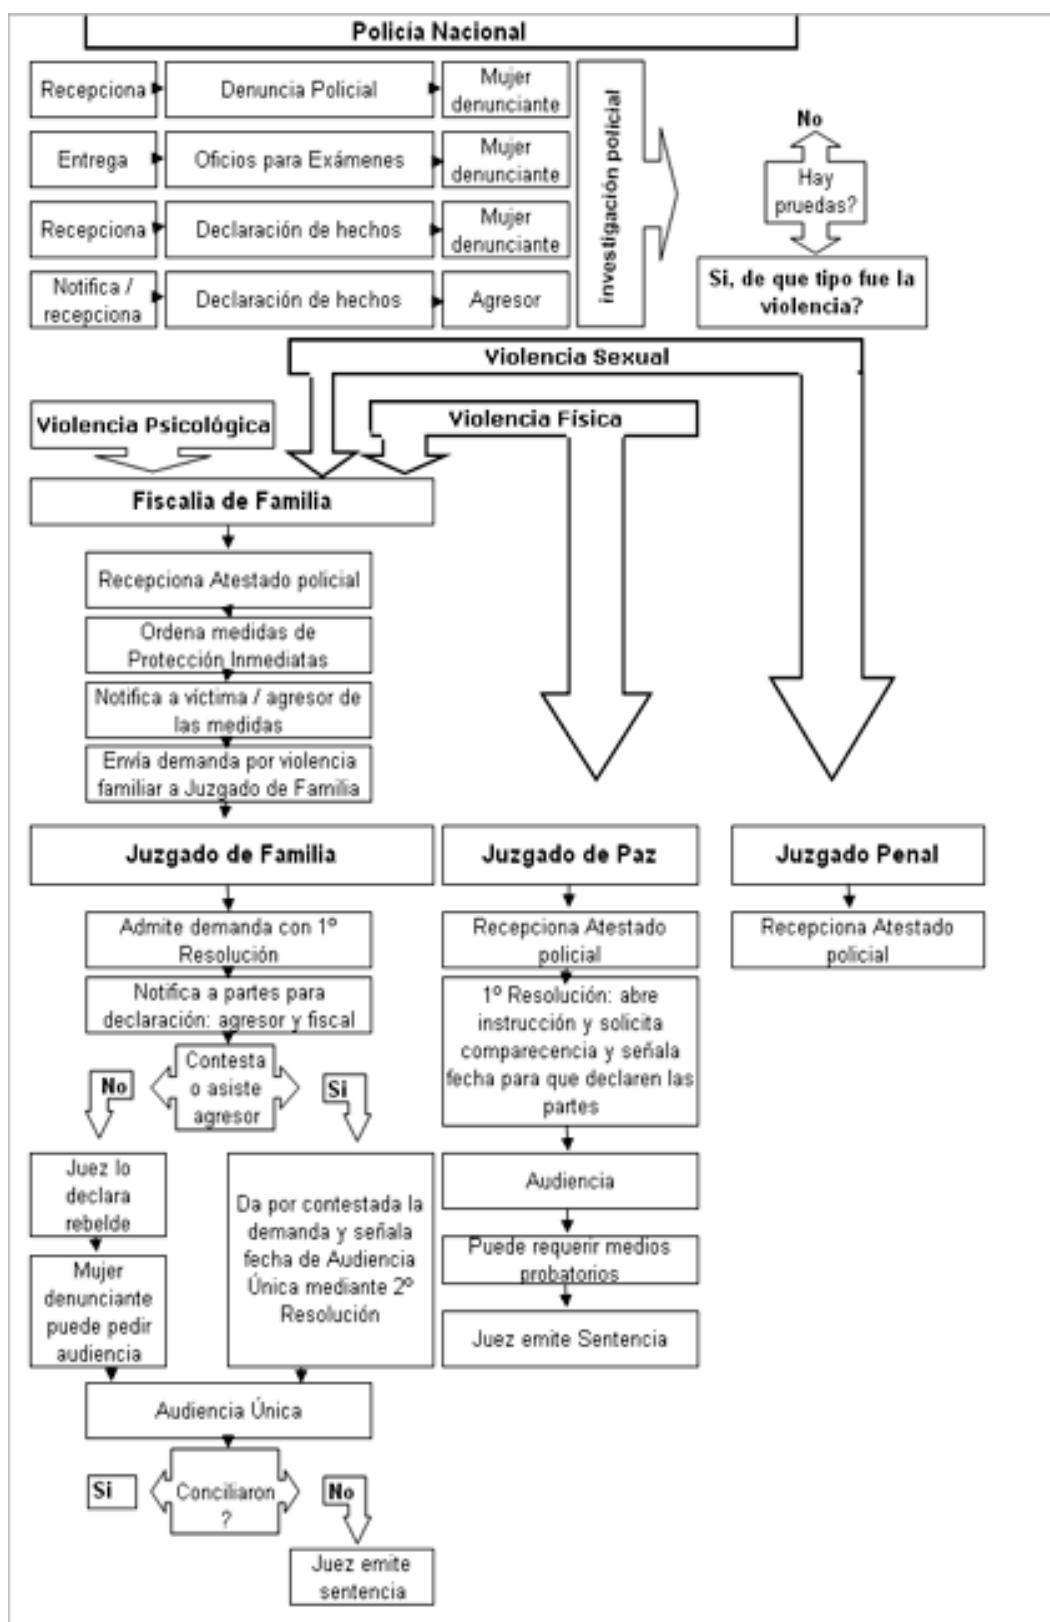 Policía Nacional
Recepciona
Denuncia Policial
Mujer
denunciante
Entrega
Oficios para Exámenes
Mujer
denunciante
Recepciona
Declaración de hechos
Mujer
denunciante
Notifica /
recepciona
Declaración de hechos
Agresor
investigación policial
No
Hay
pruebas?
Si, de que tipo fue la
violencia?
Violencia Sexual
Violencia Psicológica
Violencia Física
Fiscalia de Familia
Recepciona Atestado policial
Ordena medidas de
Protección Inmediatas
Notifica a víctima / agresor de
las medidas
Envía demanda por violencia
familiar a Juzgado de Familia
Juzgado de Familia
Admite demanda con 1º
Resolución
Notifica a partes para
declaración: agresor y fiscal
Contesta
o asiste
agresor
No
Si
Juez lo
declara
rebelde
Mujer
denunciante
puede pedir
audiencia
Da por contestada la
demanda y señala
fecha de Audiencia
Única mediante 2º
Resolución
Audiencia Única
Conciliaron
?
Si
No
Juez emite
sentencia
Juzgado de Paz
Recepciona Atestado
policial
1º Resolución: abre
instrucción y solicita
comparecencia y señala
fecha para que declaren las
partes
Audiencia
Puede requerir medios
probatorios
Juez emite Sentencia
Juzgado Penal
Recepciona Atestado
policial